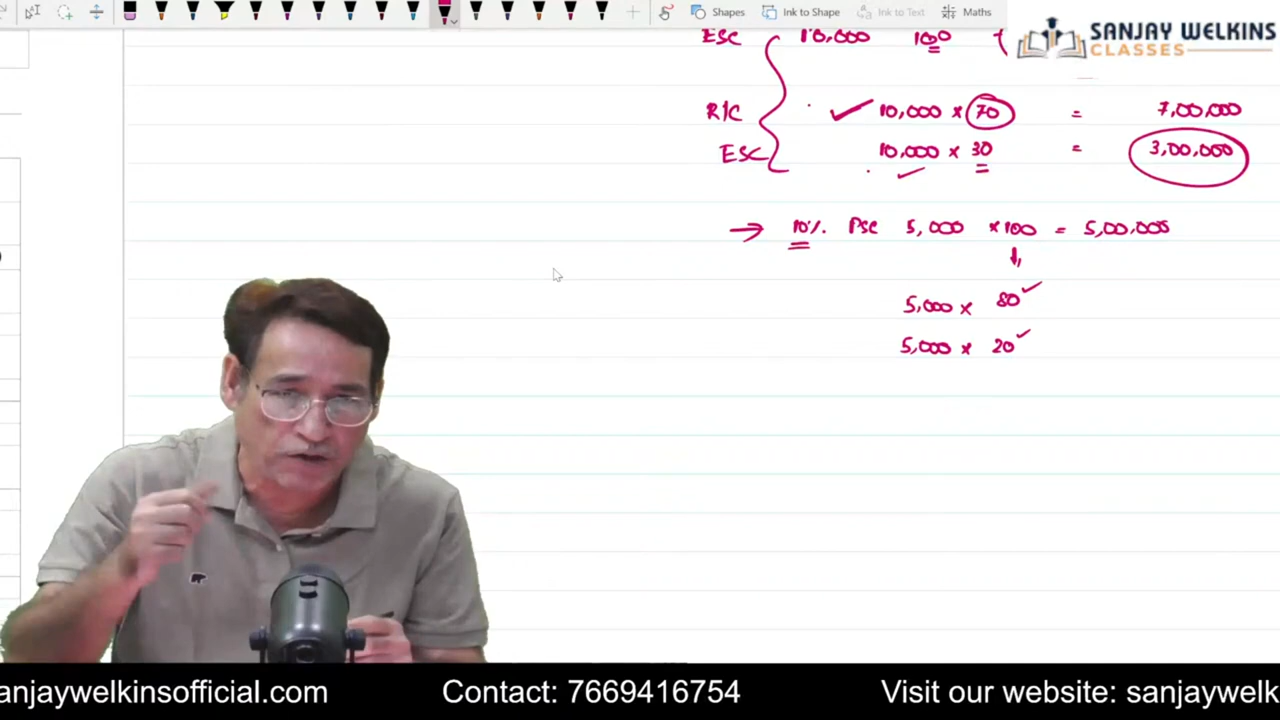 Shapes Ink to Shape Ink to Text Maths
SANJAY WELKINS
CLASSES
ESC 10,000 100 (
R/C 10,000 × 70 = 7,00,000
ESC 10,000 × 30 = 3,00,000
→ 10% PSC 5,000 ×100 = 5,00,000
5,000 × 80
5,000 × 20
anjaywelkinsofficial.com Contact: 7669416754 Visit our website: sanjaywelk